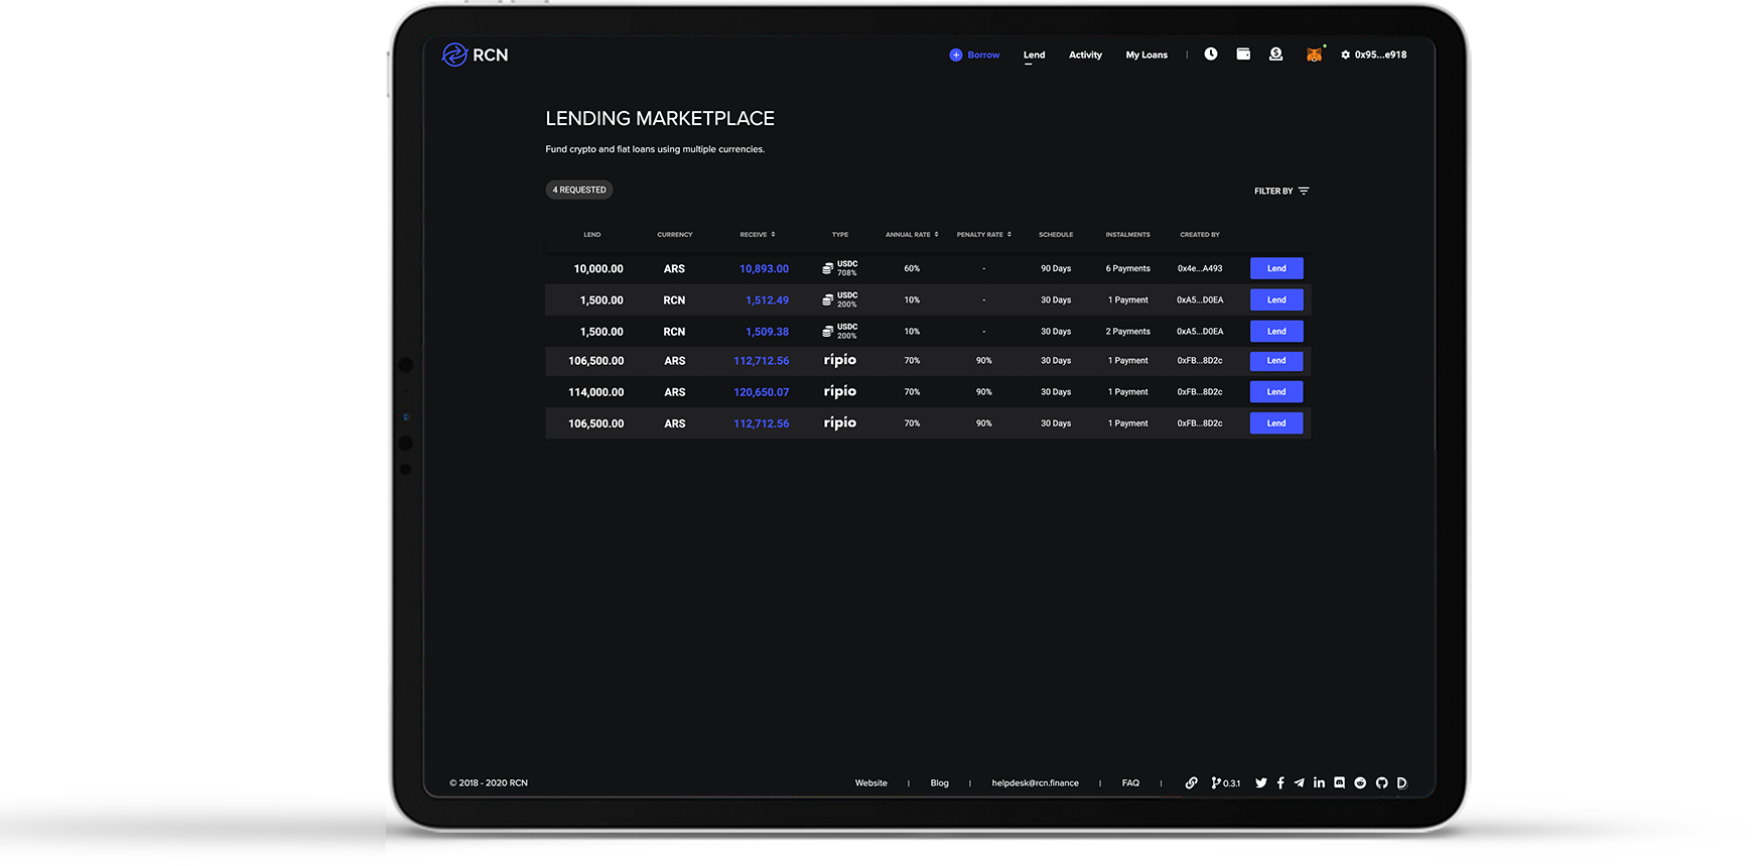 RCN
Borrow Lend Activity My Loans | 0x95...e918
LENDING MARKETPLACE
Fund crypto and fiat loans using multiple currencies.
4 REQUESTED
FILTER BY
LEND CURRENCY RECEIVE TYPE ANNUAL RATE PENALTY RATE SCHEDULE INSTALMENTS CREATED BY
10,000.00 ARS 10,893.00 USDC 708% 60% - 90 Days 6 Payments 0x4e...A493 Lend
1,500.00 RCN 1,512.49 USDC 200% 10% - 30 Days 1 Payment 0xA5...D0EA Lend
1,500.00 RCN 1,509.38 USDC 200% 10% - 30 Days 2 Payments 0xA5...D0EA Lend
106,500.00 ARS 112,712.56 ripio 70% 90% 30 Days 1 Payment 0xFB...8D2c Lend
114,000.00 ARS 120,650.07 ripio 70% 90% 30 Days 1 Payment 0xFB...8D2c Lend
106,500.00 ARS 112,712.56 ripio 70% 90% 30 Days 1 Payment 0xFB...8D2c Lend
© 2018 - 2020 RCN
Website | Blog | helpdesk@rcn.finance | FAQ | 0.3.1